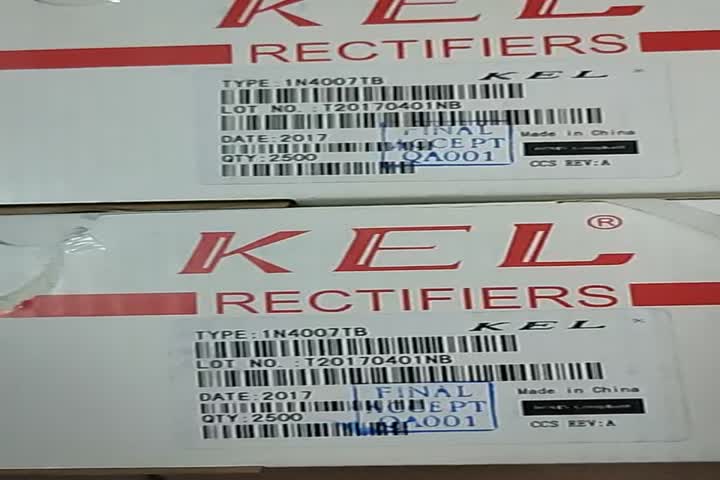 KEL
RECTIFIERS
TYPE:1N4007TB KEL
LOT NO.:T20170401NB
DATE:2017
QTY:2500
FINAL
ACCEPT
QA001
Made in China
CCS REV:A
KEL®
RECTIFIERS
TYPE:1N4007TB KEL
LOT NO.:T20170401NB
DATE:2017
QTY:2500
FINAL
ACCEPT
QA001
Made in China
CCS REV:A